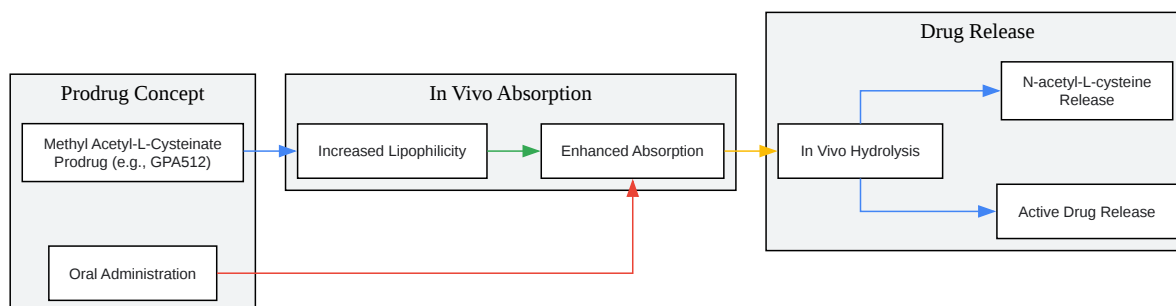 Prodrug Concept
Methyl Acetyl-L-Cysteinate
Prodrug (e.g., GPA512)
Oral Administration
In Vivo Absorption
Increased Lipophilicity
Enhanced Absorption
Drug Release
In Vivo Hydrolysis
N-acetyl-L-cysteine
Release
Active Drug Release